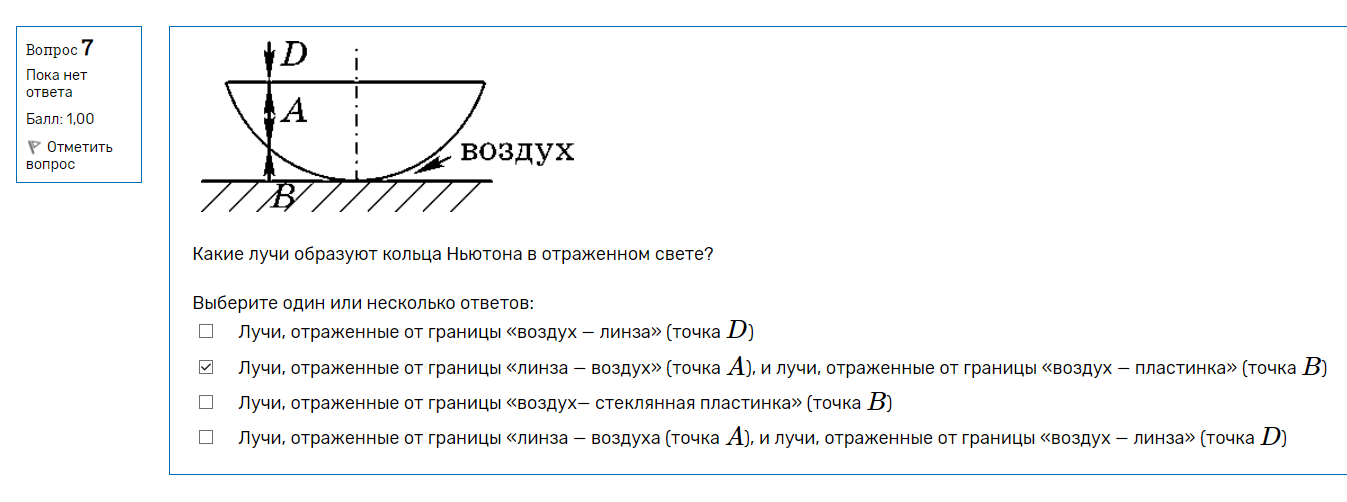 Вопрос 7
Пока нет
ответа
Балл: 1,00
Отметить
вопрос
D
A
воздух
B
Какие лучи образуют кольца Ньютона в отраженном свете?
Выберите один или несколько ответов:
Лучи, отраженные от границы «воздух – линза» (точка D)
Лучи, отраженные от границы «линза – воздух» (точка A), и лучи, отраженные от границы «воздух – пластинка» (точка B)
Лучи, отраженные от границы «воздух– стеклянная пластинка» (точка B)
Лучи, отраженные от границы «линза – воздуха (точка A), и лучи, отраженные от границы «воздух – линза» (точка D)